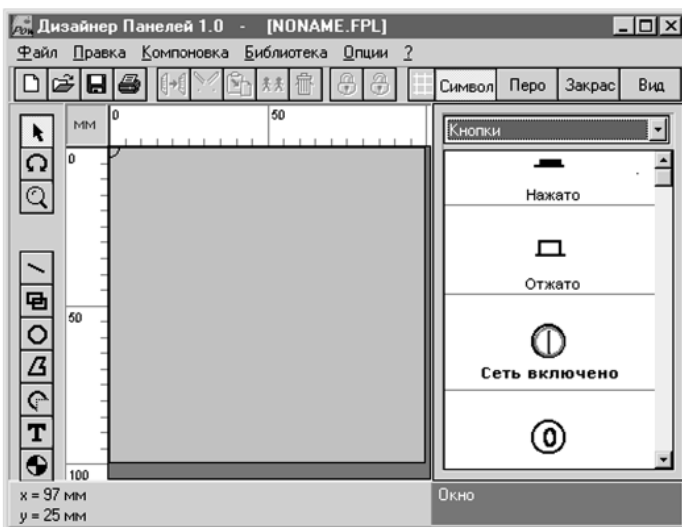 Дизайнер Панелей 1.0 - [NONAME.FPL]
Файл Правка Компоновка Библиотека Опции ?
Символ Перо Закрас Вид
мм 0 50
Кнопки
0
Нажато
Отжато
50
Сеть включено
0
T
100
x = 97 мм
y = 25 мм
Окно